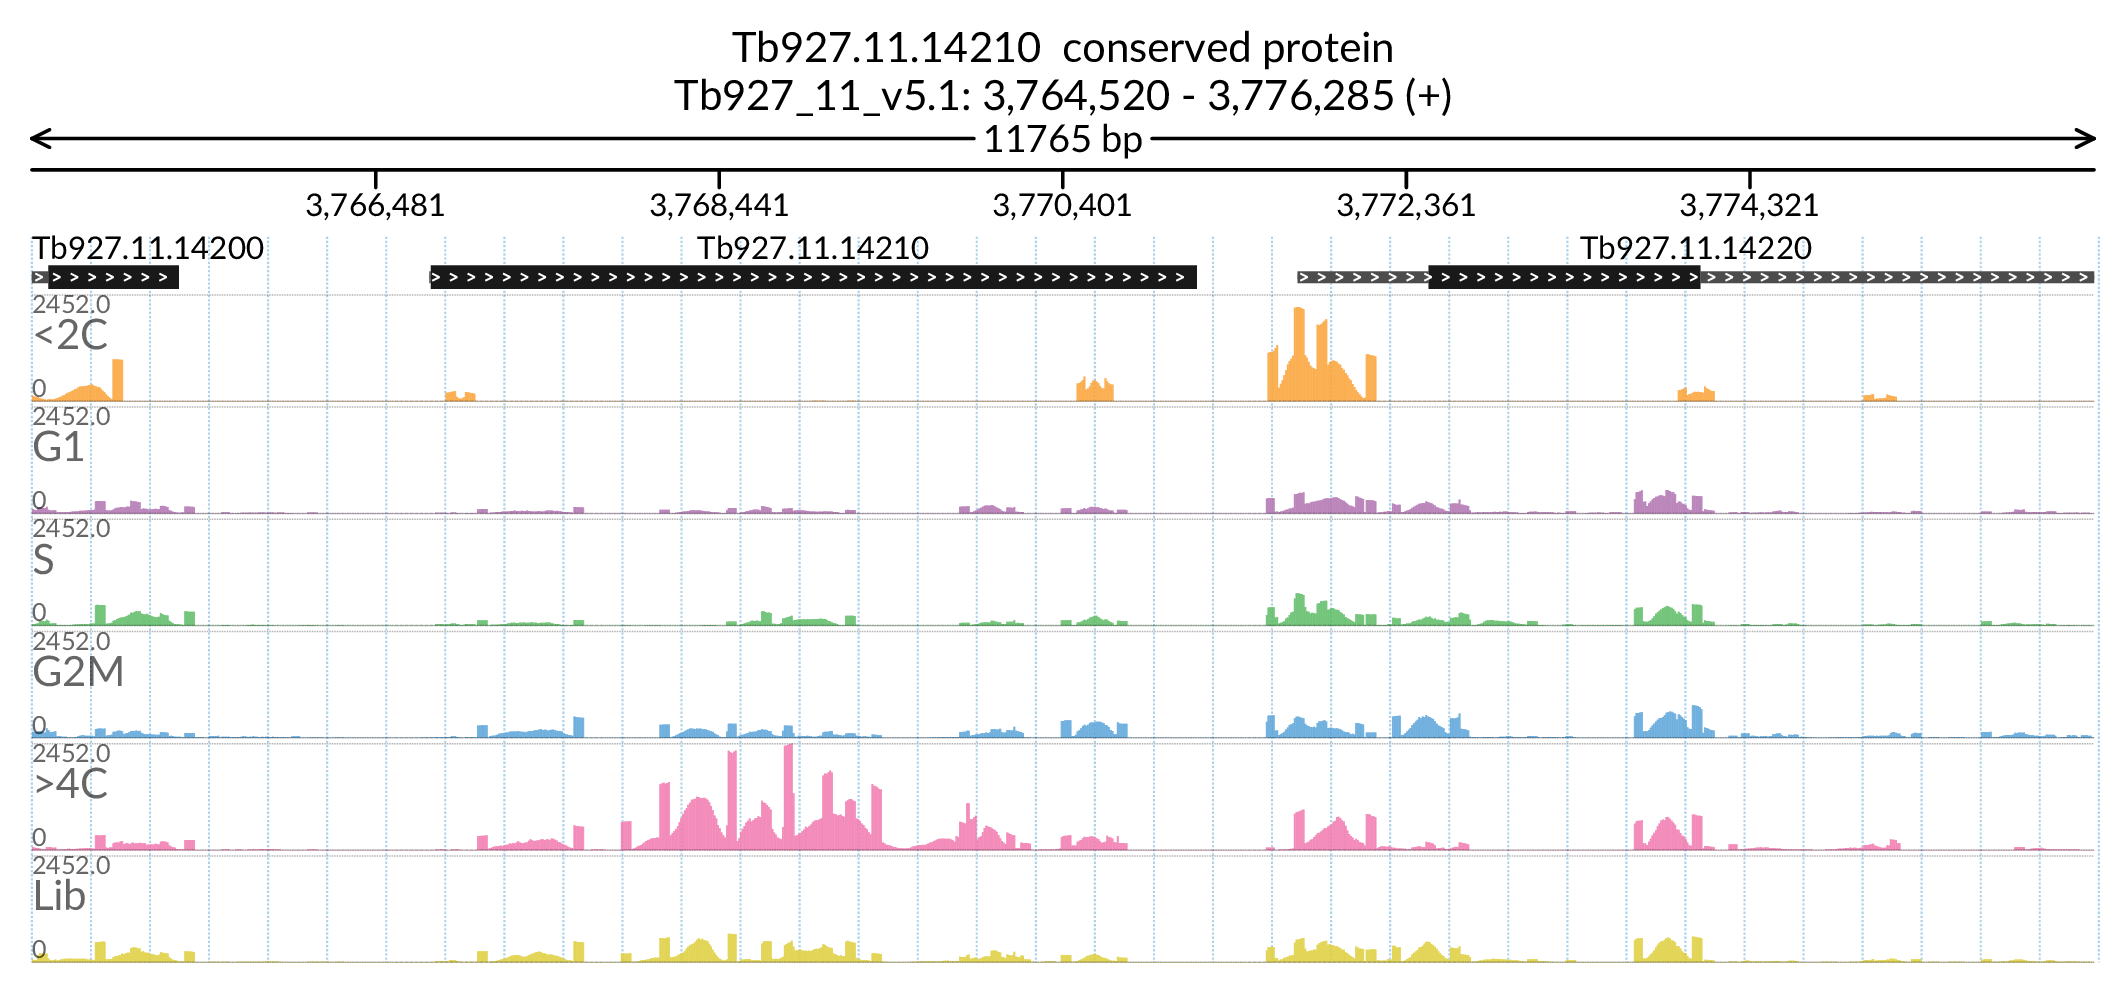 Tb927.11.14210  conserved protein
Tb927_11_v5.1: 3,764,520 - 3,776,285 (+)
11765 bp
3,766,481 3,768,441 3,770,401 3,772,361 3,774,321
Tb927.11.14200 Tb927.11.14210 Tb927.11.14220
2452.0
<2C
0
2452.0
G1
0
2452.0
S
0
2452.0
G2M
0
2452.0
>4C
0
2452.0
Lib
0